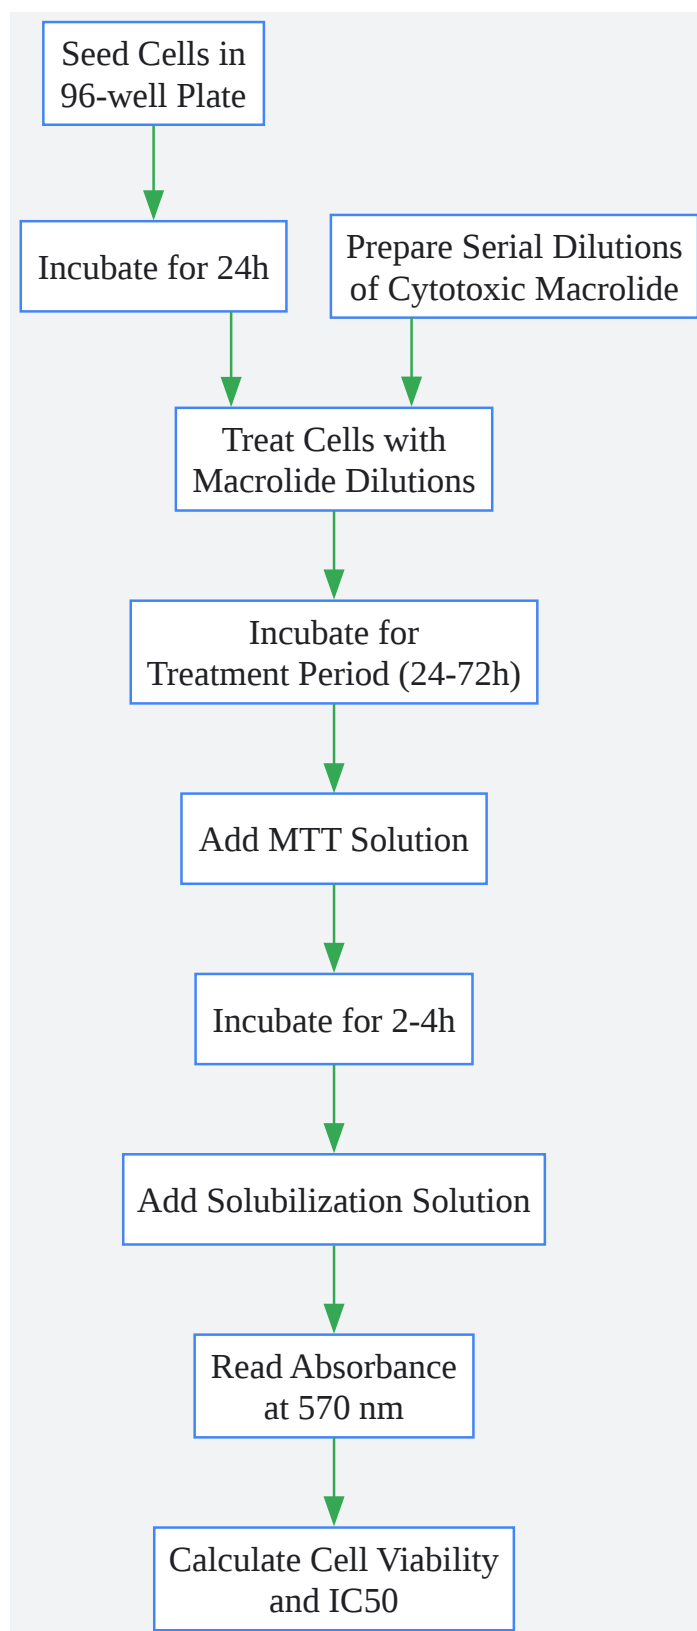 Seed Cells in
96-well Plate
Incubate for 24h
Prepare Serial Dilutions
of Cytotoxic Macrolide
Treat Cells with
Macrolide Dilutions
Incubate for
Treatment Period (24-72h)
Add MTT Solution
Incubate for 2-4h
Add Solubilization Solution
Read Absorbance
at 570 nm
Calculate Cell Viability
and IC50